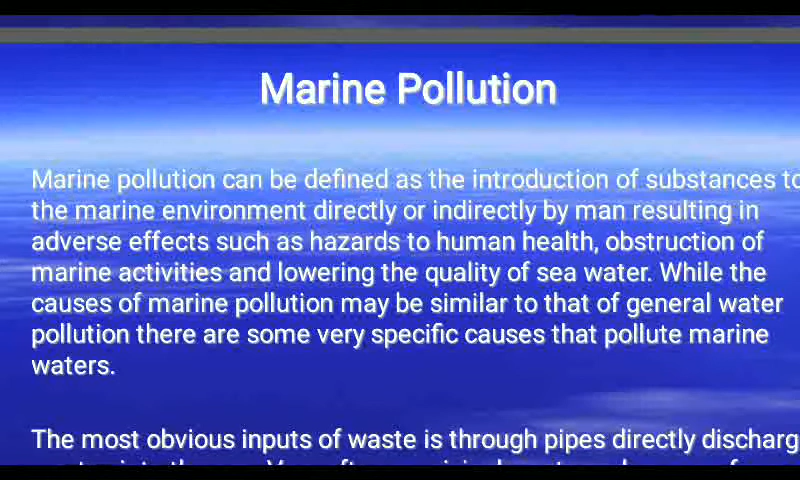 Marine Pollution
Marine pollution can be defined as the introduction of substances to
the marine environment directly or indirectly by man resulting in
adverse effects such as hazards to human health, obstruction of
marine activities and lowering the quality of sea water. While the
causes of marine pollution may be similar to that of general water
pollution there are some very specific causes that pollute marine
waters.
The most obvious inputs of waste is through pipes directly